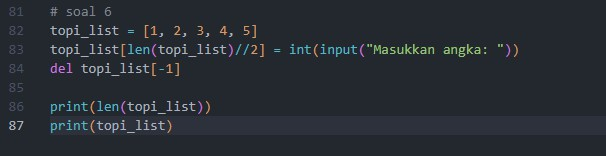 81 # soal 6
82 topi_list = [1, 2, 3, 4, 5]
83 topi_list[len(topi_list)//2] = int(input("Masukkan angka: "))
84 del topi_list[-1]
85
86 print(len(topi_list))
87 print(topi_list)